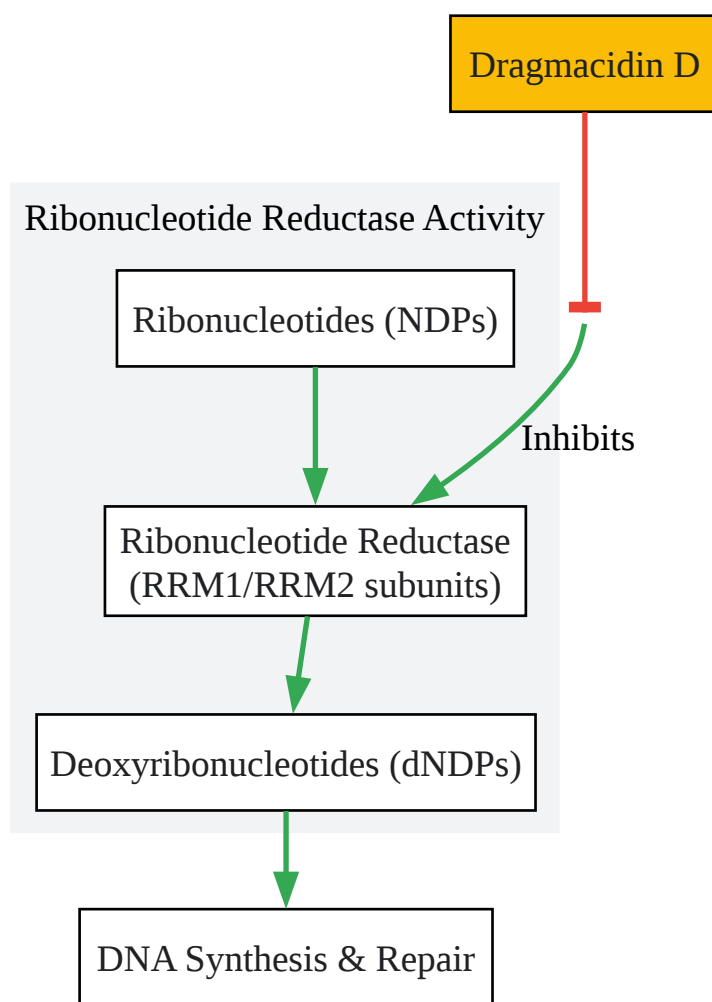 Dragmacidin D
Ribonucleotide Reductase Activity
Ribonucleotides (NDPs)
Inhibits
Ribonucleotide Reductase
(RRM1/RRM2 subunits)
Deoxyribonucleotides (dNDPs)
DNA Synthesis & Repair